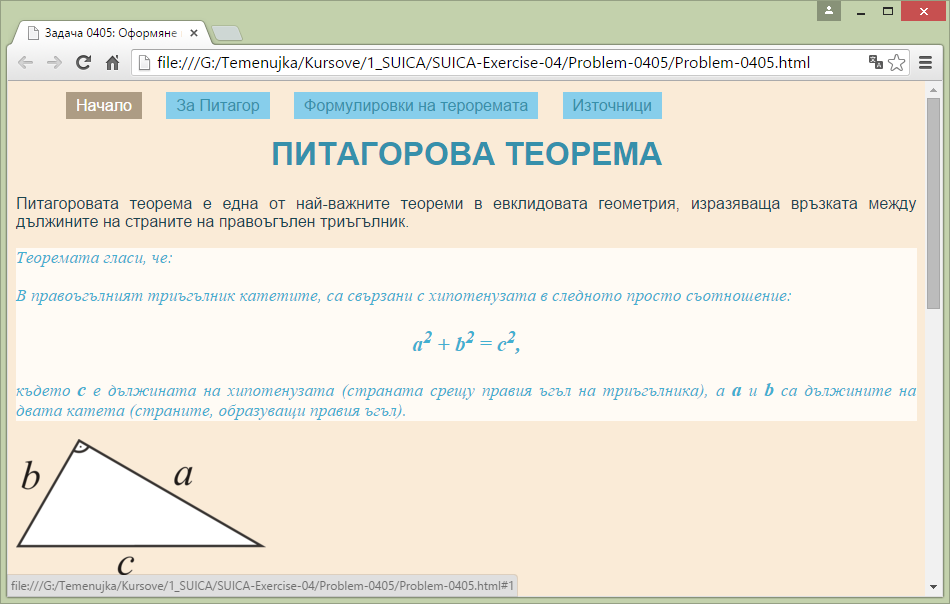 Задача 0405: Оформяне
file:///G:/Temenujka/Kursove/1_SUICA/SUICA-Exercise-04/Problem-0405/Problem-0405.html
Начало За Питагор Формулировки на тероремата Източници
ПИТАГОРОВА ТЕОРЕМА
Питагоровата теорема е една от най-важните теореми в евклидовата геометрия, изразяваща връзката между
дължините на страните на правоъгълен триъгълник.
Теоремата гласи, че:
В правоъгълният триъгълник катетите, са свързани с хипотенузата в следното просто съотношение:
a² + b² = c²,
където c е дължината на хипотенузата (страната срещу правия ъгъл на триъгълника), а a и b са дължините на
двата катета (страните, образуващи правия ъгъл).
b a
c
file:///G:/Temenujka/Kursove/1_SUICA/SUICA-Exercise-04/Problem-0405/Problem-0405.html#1